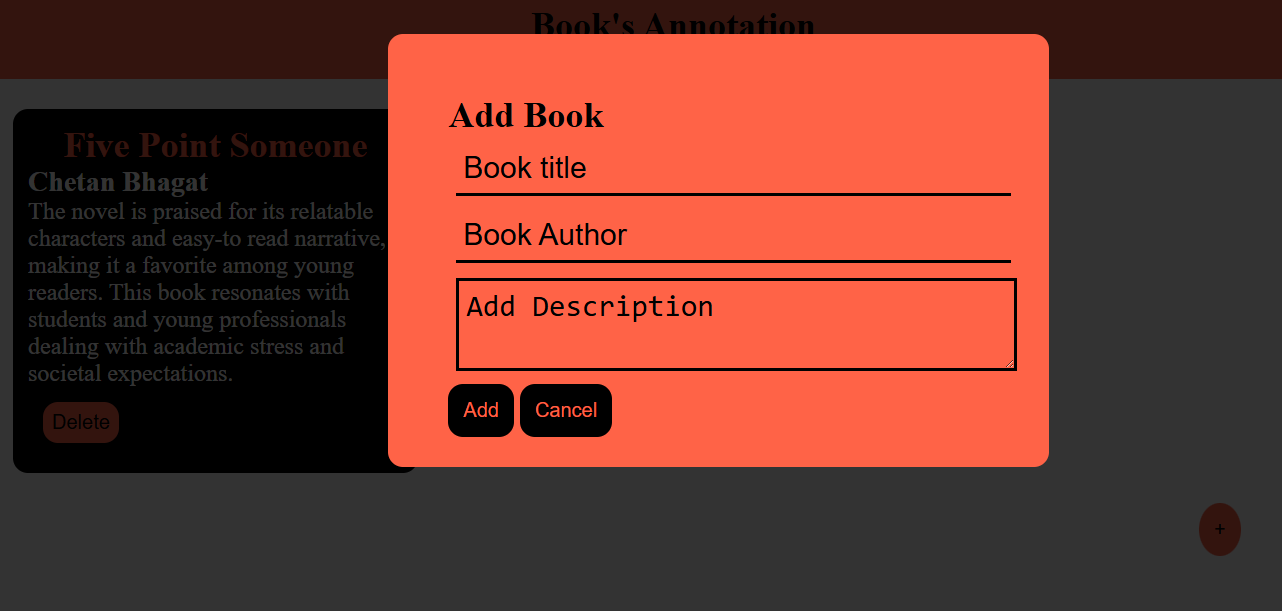 Book's Annotation
Five Point Someone
Chetan Bhagat
The novel is praised for its relatable
characters and easy-to read narrative,
making it a favorite among young
readers. This book resonates with
students and young professionals
dealing with academic stress and
societal expectations.
Delete
Add Book
Book title
Book Author
Add Description
Add Cancel
+